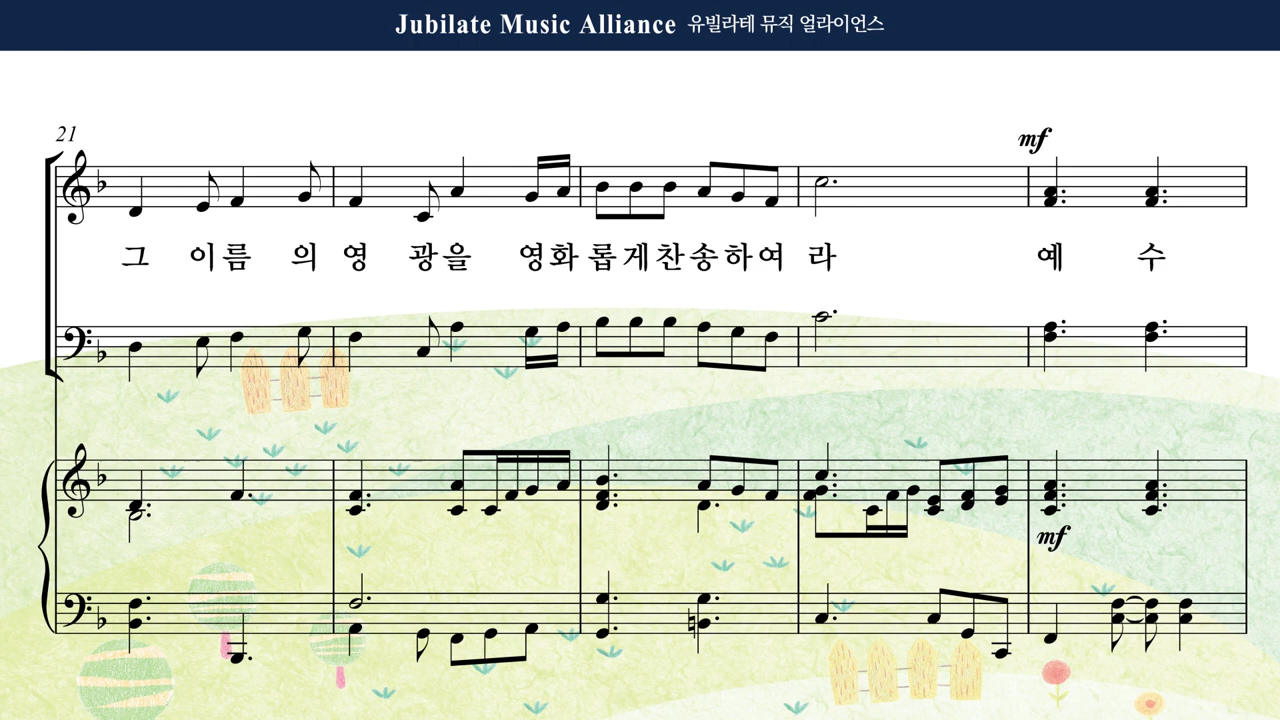 Jubilate Music Alliance 유빌라테 뮤직 얼라이언스
21
mf
그 이름 의 영 광을 영화롭게찬송하여 라 예 수
mf